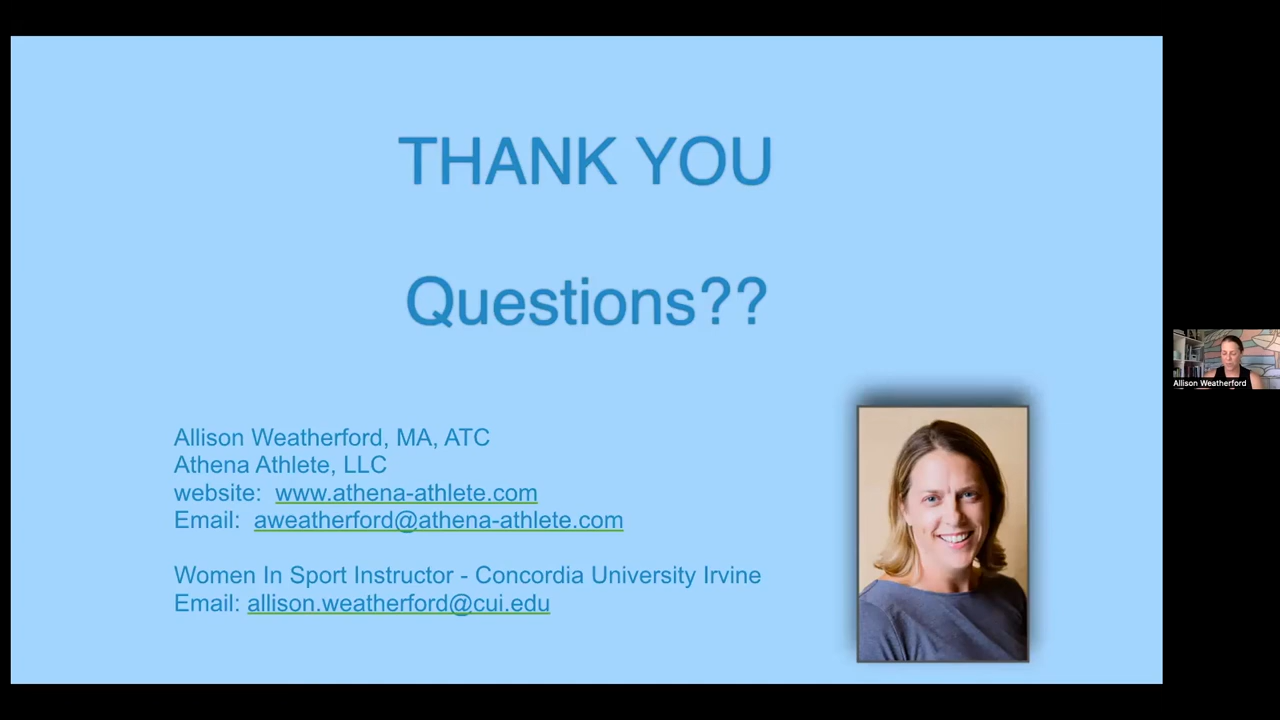 THANK YOU
Questions??
Allison Weatherford, MA, ATC
Athena Athlete, LLC
website:  www.athena-athlete.com
Email:  aweatherford@athena-athlete.com
Women In Sport Instructor - Concordia University Irvine
Email: allison.weatherford@cui.edu
Allison Weatherford